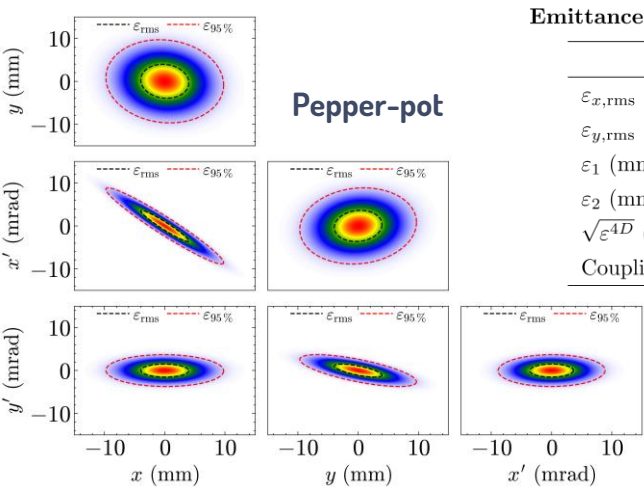 Emittance
ε_rms ε_95 %
y (mm)
10
0
−10
Pepper-pot
ε_x,rms
ε_y,rms
ε_1
ε_2
√ε^4D
ε_rms ε_95 %
ε_rms ε_95 %
x′ (mrad)
10
0
−10
ε_rms ε_95 %
ε_rms ε_95 %
ε_rms ε_95 %
y′ (mrad)
10
0
−10
−10 0 10
−10 0 10
−10 0 10
x (mm)
y (mm)
x′ (mrad)